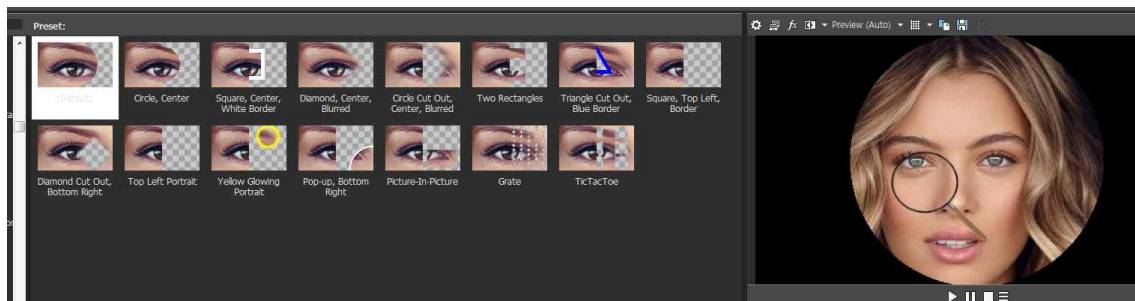 Preset:
fx
Preview (Auto)
(Default)
Circle, Center
Square, Center,
White Border
Diamond, Center,
Blurred
Circle Cut Out,
Center, Blurred
Two Rectangles
Triangle Cut Out,
Blue Border
Square, Top Left,
Border
Diamond Cut Out,
Bottom Right
Top Left Portrait
Yellow Glowing
Portrait
Pop-up, Bottom
Right
Picture-In-Picture
Grate
TicTacToe